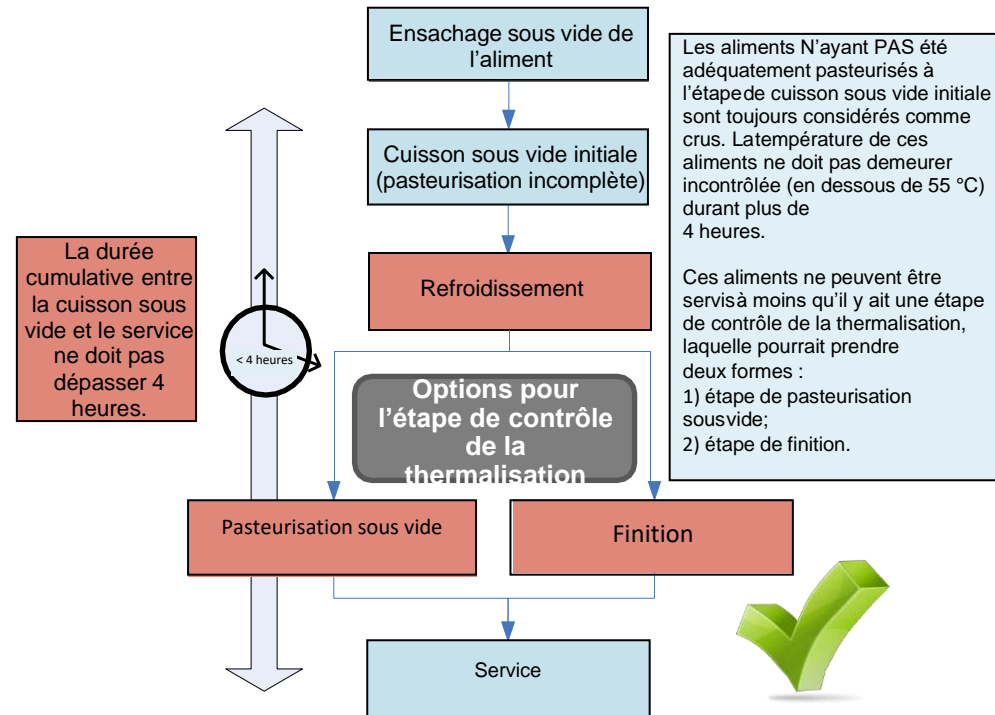 Ensachage sous vide de
l’aliment
Cuisson sous vide initiale
(pasteurisation incomplète)
Refroidissement
La durée
cumulative entre
la cuisson sous
vide et le service
ne doit pas
dépasser 4
heures.
< 4 heures
Options pour
l’étape de contrôle
de la
thermalisation
Pasteurisation sous vide
Finition
Service
Les aliments N’ayant PAS été
adéquatement pasteurisés à
l’étapede cuisson sous vide initiale
sont toujours considérés comme
crus. Latempérature de ces
aliments ne doit pas demeurer
incontrôlée (en dessous de 55 °C)
durant plus de
4 heures.
Ces aliments ne peuvent être
servisà moins qu’il y ait une étape
de contrôle de la thermalisation,
laquelle pourrait prendre
deux formes :
1) étape de pasteurisation
sousvide;
2) étape de finition.